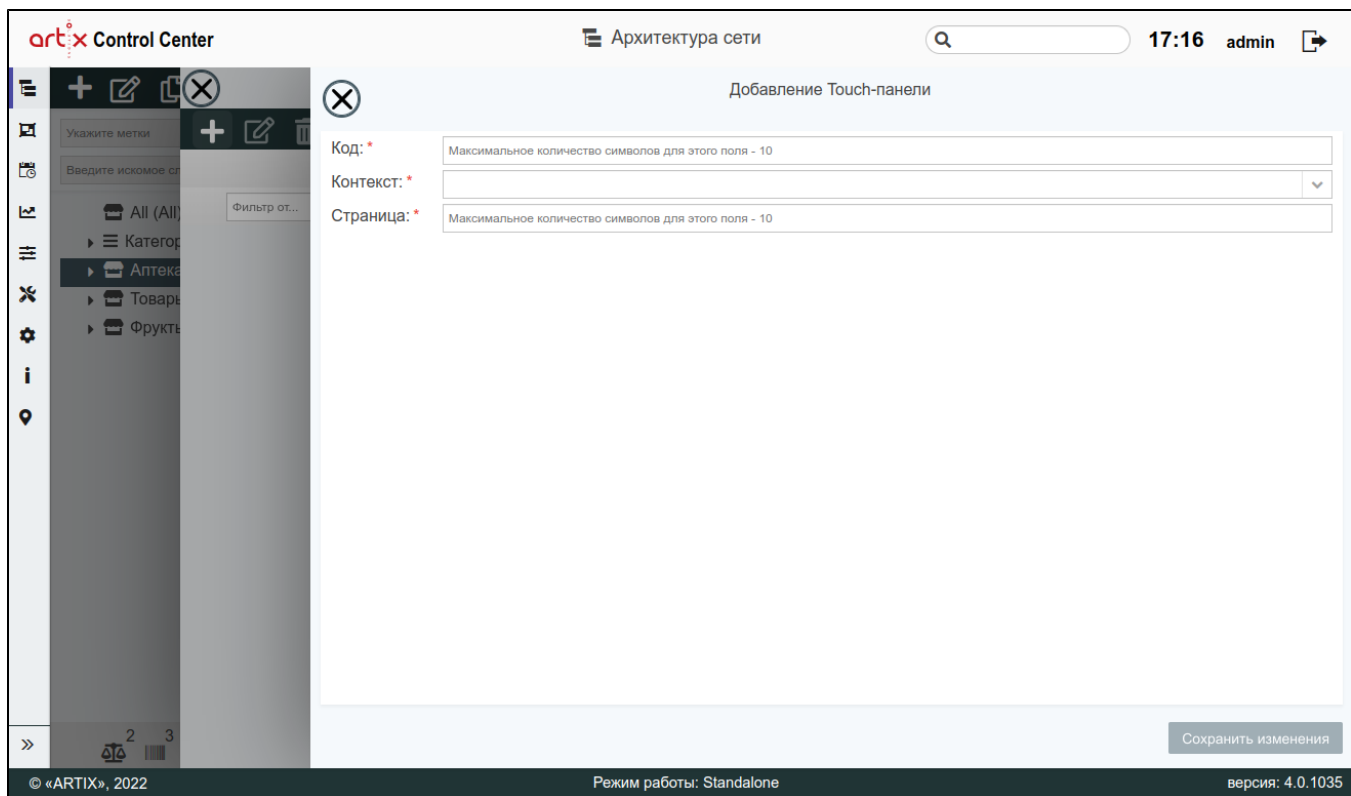 artix Control Center
Архитектура сети
17:16 admin
Добавление Touch-панели
Укажите метки
Введите искомое сл
All (All)
Категор
Аптека
Товары
Фрукты
Фильтр от...
Код: *
Максимальное количество символов для этого поля - 10
Контекст: *
Страница: *
Максимальное количество символов для этого поля - 10
2 3
Сохранить изменения
© «ARTIX», 2022
Режим работы: Standalone
версия: 4.0.1035